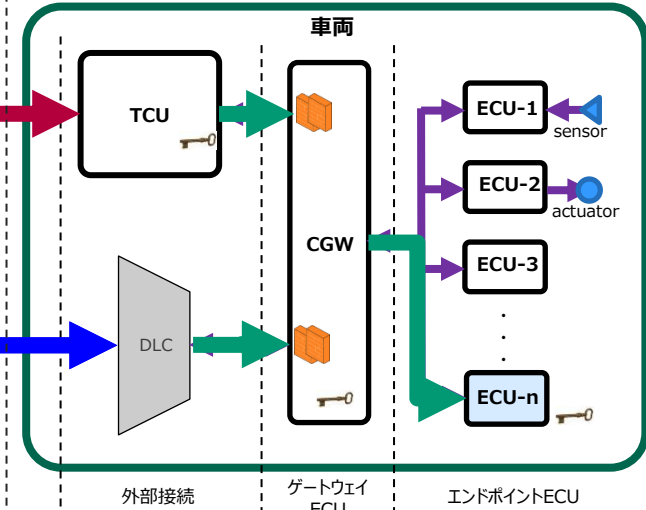 車両
TCU
ECU-1
sensor
ECU-2
actuator
CGW
ECU-3
DLC
.
.
.
ECU-n
外部接続
ゲートウェイ
ECU
エンドポイントECU